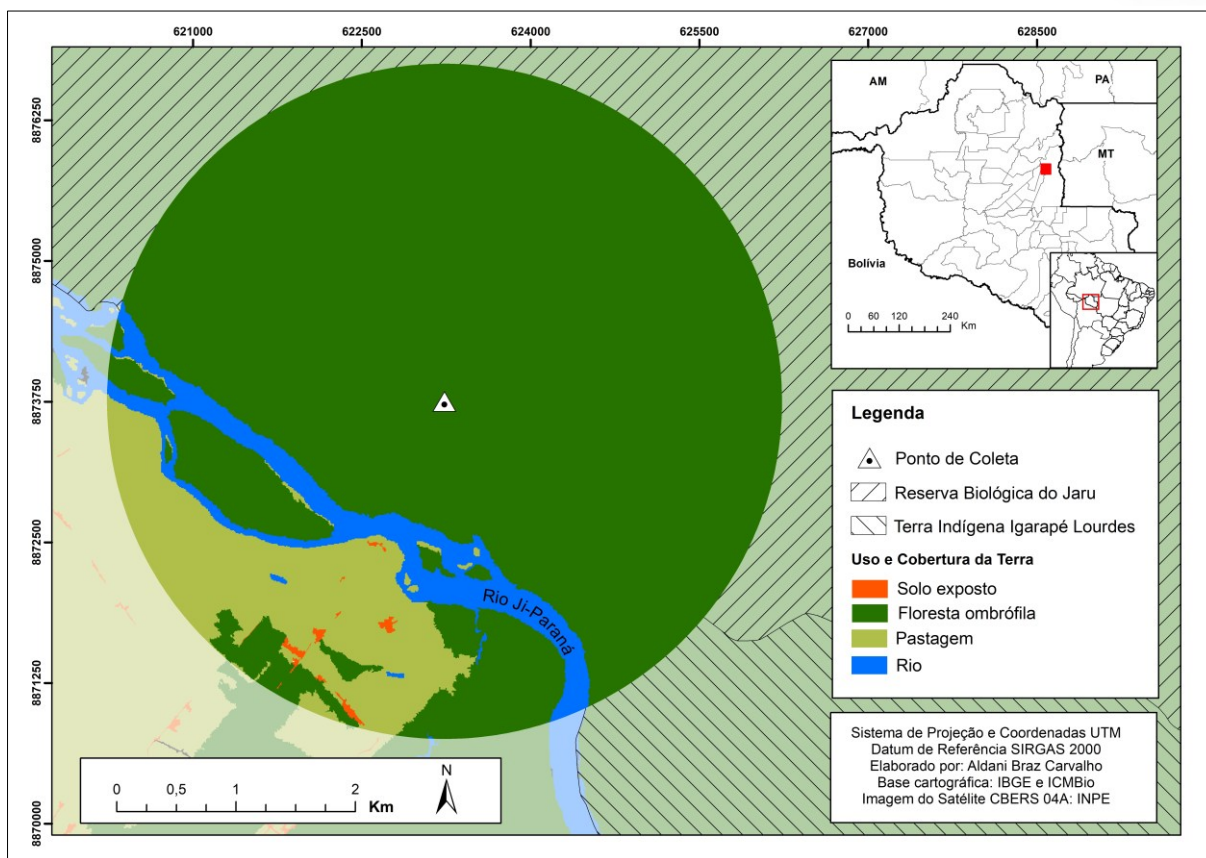 621000 622500 624000 625500 627000 628500
8876250
8875000
8873750
8872500
8871250
8870000
AM
PA
MT
Bolívia
0 60 120 240
Km
Rio Ji-Paraná
Legenda
Ponto de Coleta
Reserva Biológica do Jaru
Terra Indígena Igarapé Lourdes
Uso e Cobertura da Terra
Solo exposto
Floresta ombrófila
Pastagem
Rio
Sistema de Projeção e Coordenadas UTM
Datum de Referência SIRGAS 2000
Elaborado por: Aldani Braz Carvalho
Base cartográfica: IBGE e ICMBio
Imagem do Satélite CBERS 04A: INPE
0 0,5 1 2
Km
N